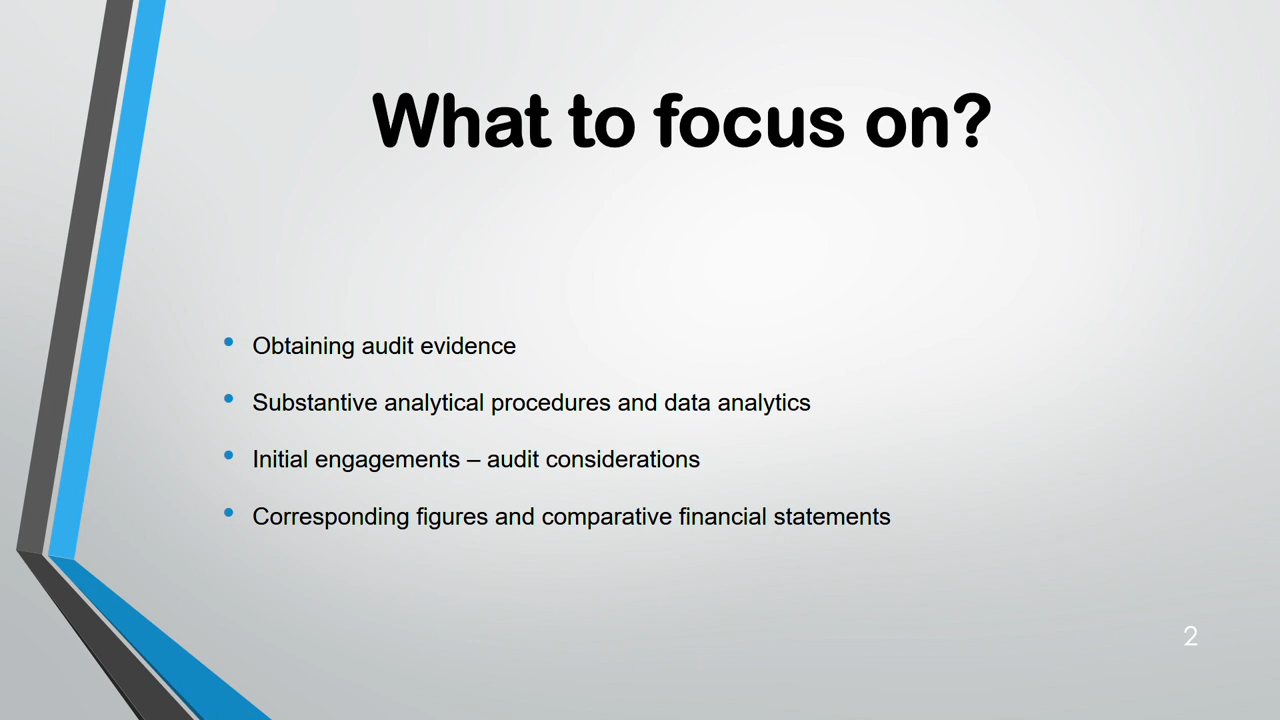 What to focus on?
• Obtaining audit evidence
• Substantive analytical procedures and data analytics
• Initial engagements – audit considerations
• Corresponding figures and comparative financial statements
2